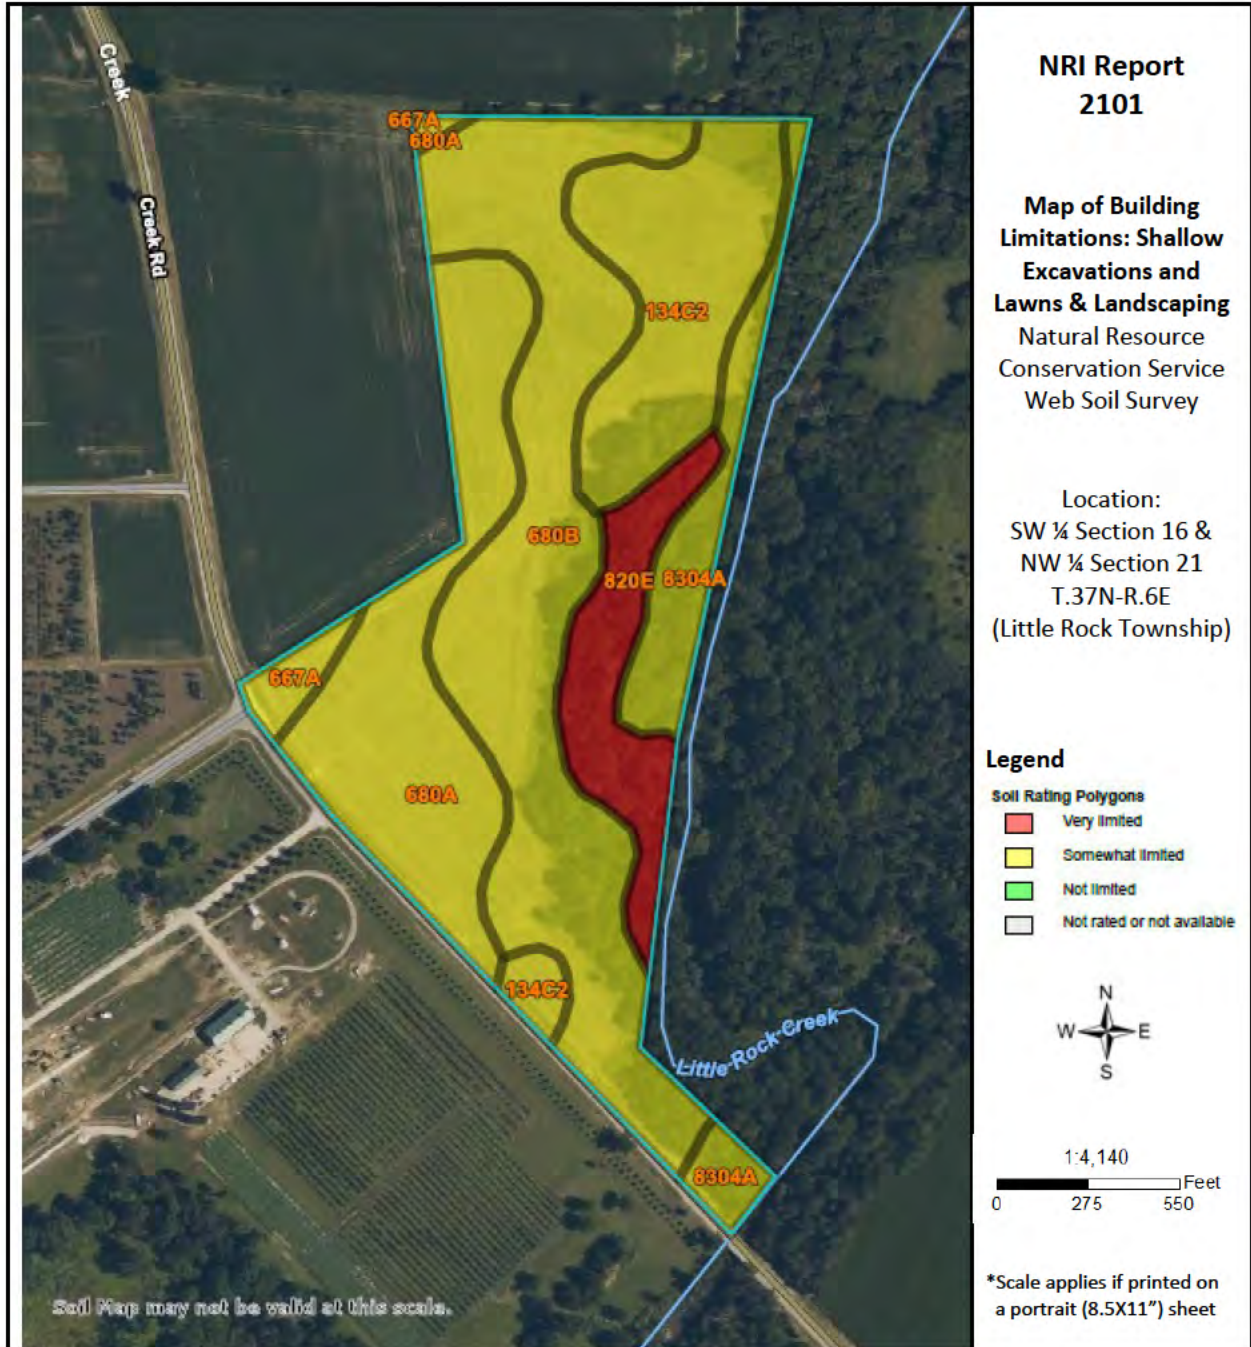 NRI Report
2101
Map of Building
Limitations: Shallow
Excavations and
Lawns & Landscaping
Natural Resource
Conservation Service
Web Soil Survey
Location:
SW ¼ Section 16 &
NW ¼ Section 21
T.37N-R.6E
(Little Rock Township)
Legend
Soil Rating Polygons
Very limited
Somewhat limited
Not limited
Not rated or not available
N
W E
S
1:4,140
Feet
0 275 550
*Scale applies if printed on
a portrait (8.5X11") sheet
Creek
Creek Rd
667A
680A
134C2
680B
820E 8304A
667A
680A
134C2
Little Rock Creek
8304A
Soil Map may not be valid at this scale.